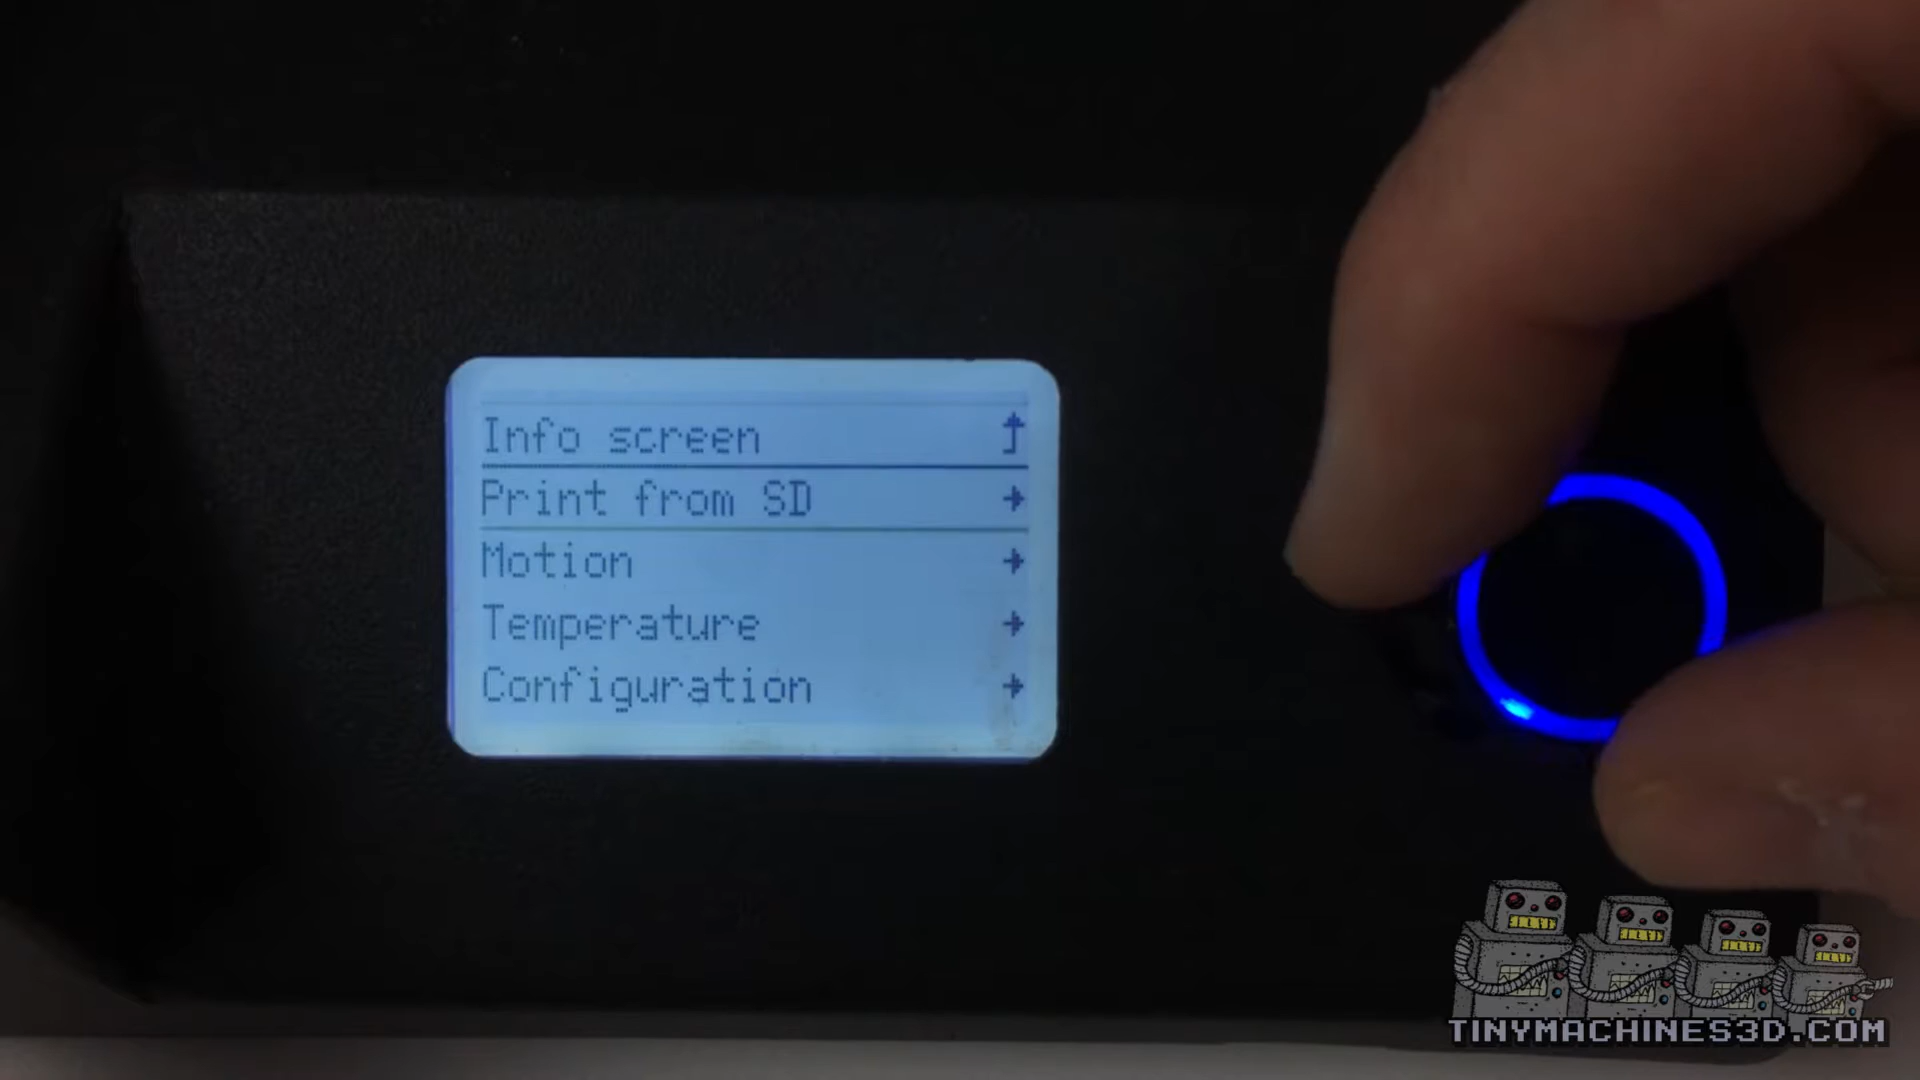 Info screen
Print from SD
Motion
Temperature
Configuration
TINYMACHINES3D.COM